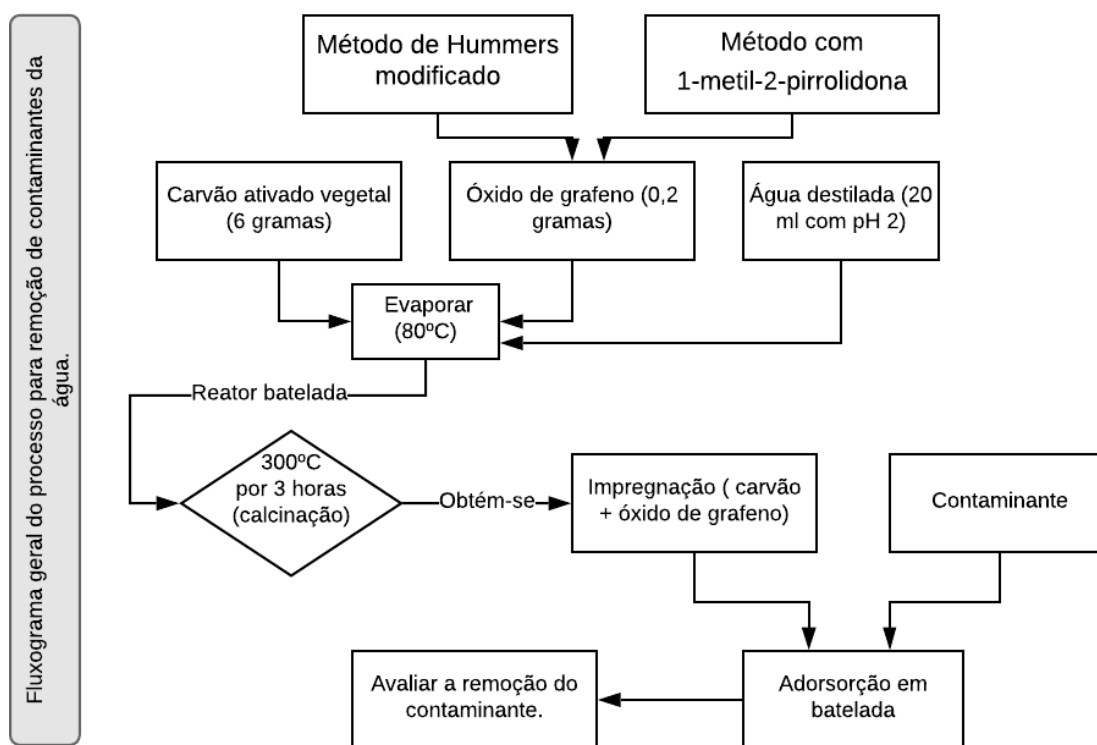 Fluxograma geral do processo para remoção de contaminantes da
água.
Método de Hummers
modificado
Método com
1-metil-2-pirrolidona
Carvão ativado vegetal
(6 gramas)
Óxido de grafeno (0,2
gramas)
Água destilada (20
ml com pH 2)
Evaporar
(80ºC)
Reator batelada
300ºC
por 3 horas
(calcinação)
Obtém-se
Impregnação ( carvão
+ óxido de grafeno)
Contaminante
Adorsorção em
batelada
Avaliar a remoção do
contaminante.